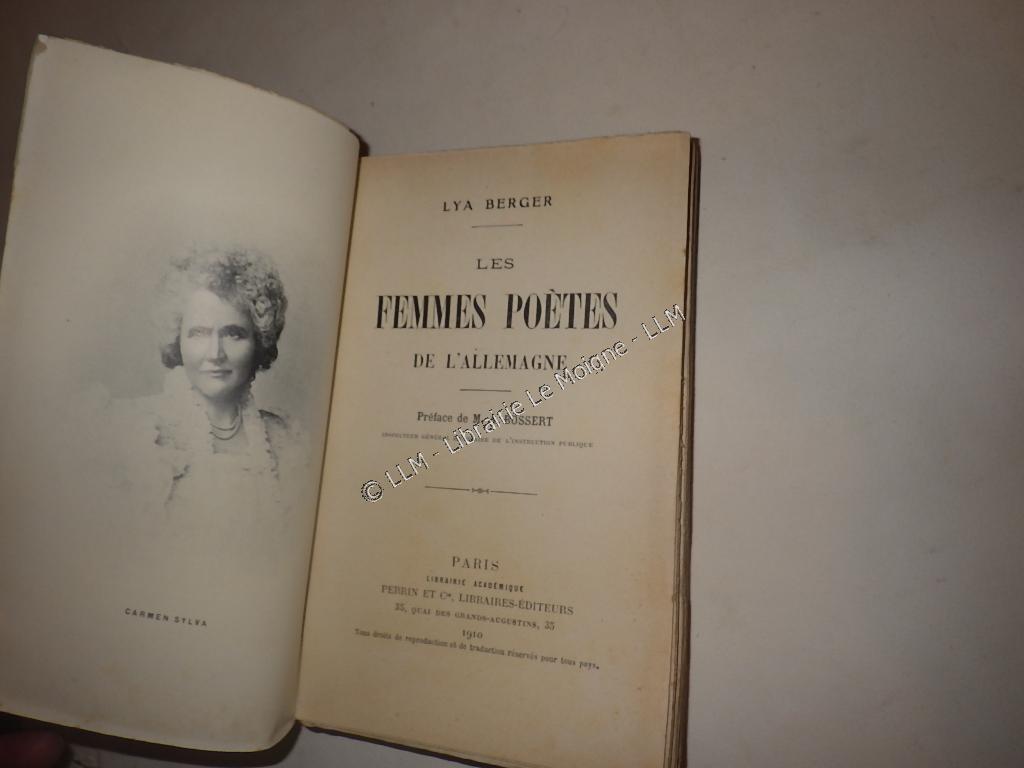 CARMEN SYLVA
LYA BERGER
LES
FEMMES POÈTES
DE L'ALLEMAGNE
Préface de M. BOSSERT
INSPECTEUR GÉNÉRAL DE L'INSTRUCTION PUBLIQUE
PARIS
LIBRAIRIE ACADÉMIQUE
PERRIN ET Cie, LIBRAIRES-ÉDITEURS
35, QUAI DES GRANDS-AUGUSTINS, 35
1910
Tous droits de reproduction et de traduction réservés pour tous pays.
© LLM - Librairie Le Moigne - LLM